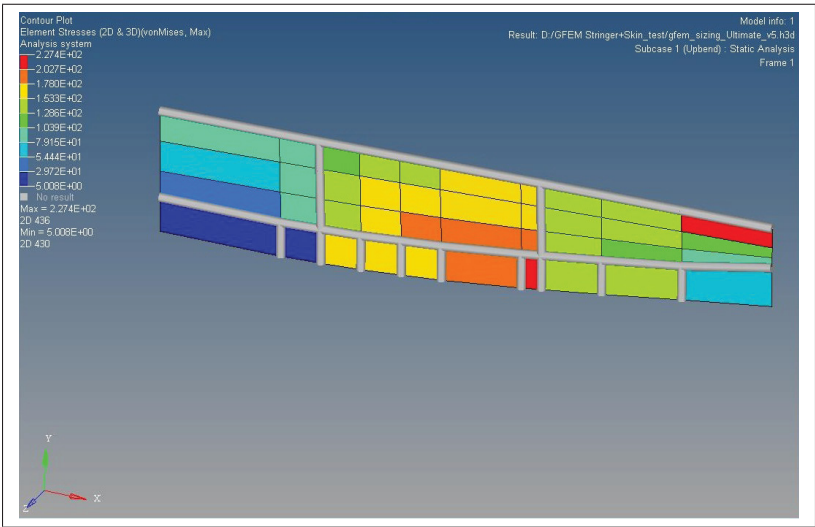 Contour Plot
Element Stresses (2D & 3D)(vonMises, Max)
Analysis system
2.274E+02
2.027E+02
1.780E+02
1.533E+02
1.286E+02
1.039E+02
7.915E+01
5.444E+01
2.972E+01
5.008E+00
No result
Max = 2.274E+02
2D 436
Min = 5.008E+00
2D 430
Model info: 1
Result: D:/GFEM Stringer+Skin_test/gfem_sizing_Ultimate_v5.h3d
Subcase 1 (Upbend) : Static Analysis
Frame 1
Y
Z
X